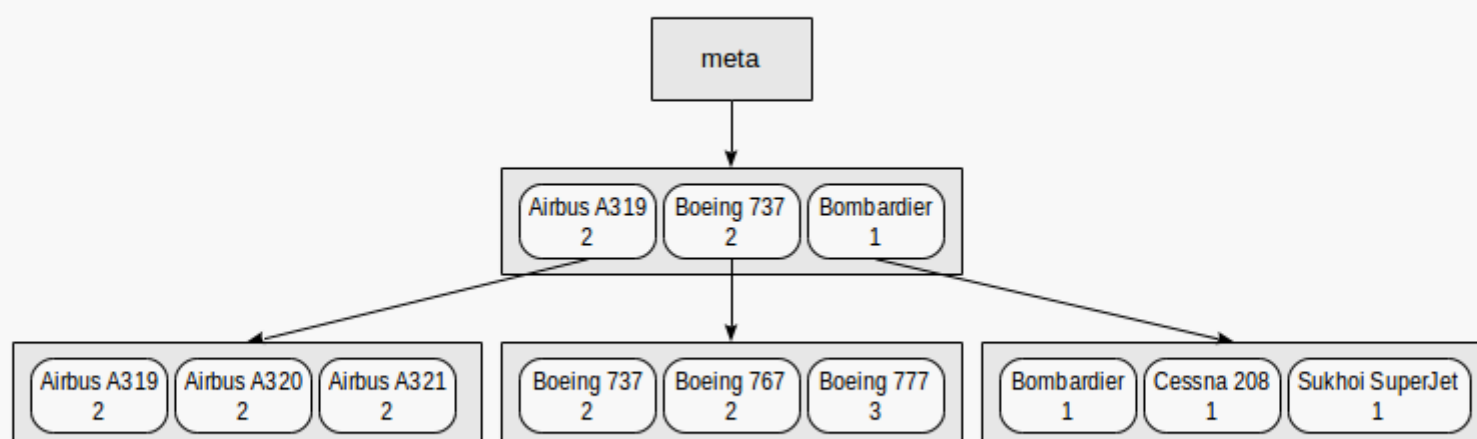 meta
Airbus A319
2
Boeing 737
2
Bombardier
1
Airbus A319
2
Airbus A320
2
Airbus A321
2
Boeing 737
2
Boeing 767
2
Boeing 777
3
Bombardier
1
Cessna 208
1
Sukhoi SuperJet
1